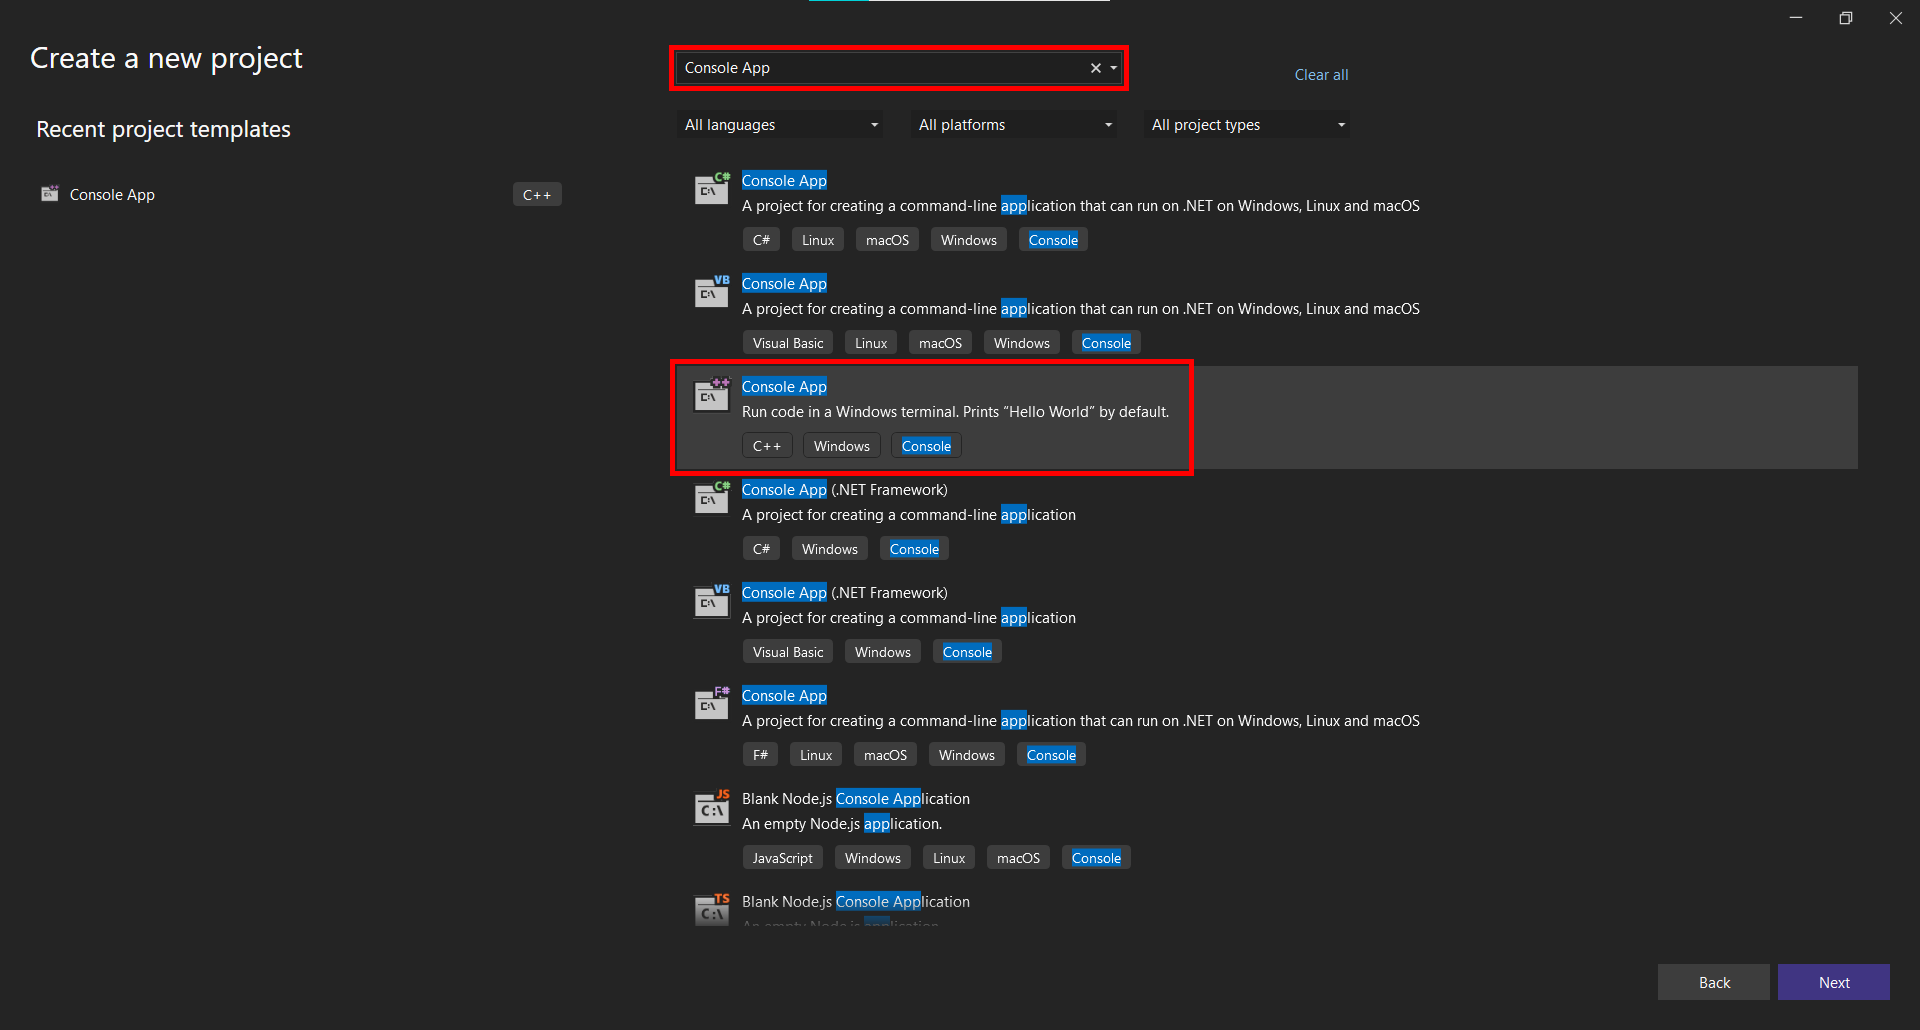 Create a new project
Recent project templates
Console App C++
Console App
Clear all
All languages All platforms All project types
C#
C:\
Console App
A project for creating a command-line application that can run on .NET on Windows, Linux and macOS
C# Linux macOS Windows Console
VB
C:\
Console App
A project for creating a command-line application that can run on .NET on Windows, Linux and macOS
Visual Basic Linux macOS Windows Console
++
C:\
Console App
Run code in a Windows terminal. Prints “Hello World” by default.
C++ Windows Console
C#
C:\
Console App (.NET Framework)
A project for creating a command-line application
C# Windows Console
VB
C:\
Console App (.NET Framework)
A project for creating a command-line application
Visual Basic Windows Console
F#
C:\
Console App
A project for creating a command-line application that can run on .NET on Windows, Linux and macOS
F# Linux macOS Windows Console
JS
C:\
Blank Node.js Console Application
An empty Node.js application.
JavaScript Windows Linux macOS Console
TS
C:\
Blank Node.js Console Application
An empty Node.js application
Back Next